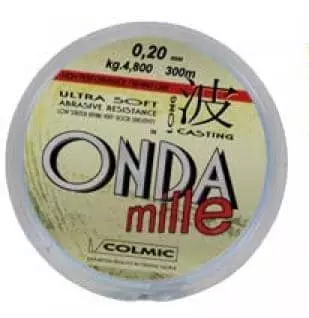 0,20 mm
kg.4,800 300m
ULTRA SOFT
ABRASIVE RESISTANCE
LONG 波
CASTING
ONDA
mille
COLMIC